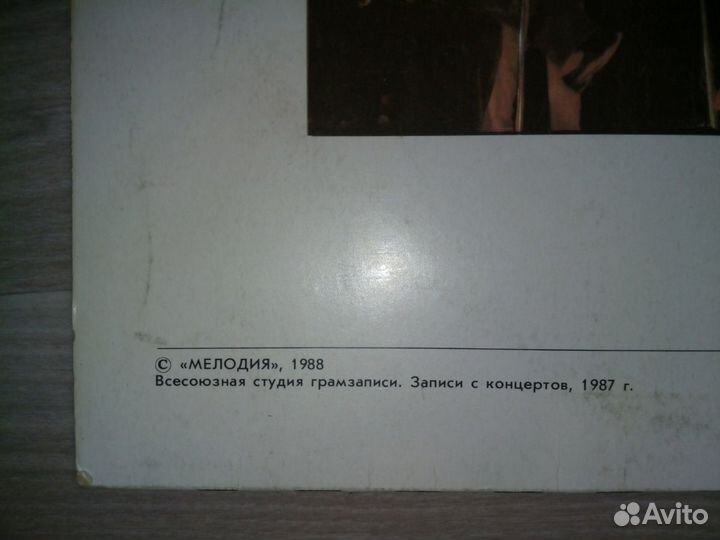 © «МЕЛОДИЯ», 1988
Всесоюзная студия грамзаписи. Записи с концертов, 1987 г.
Avito